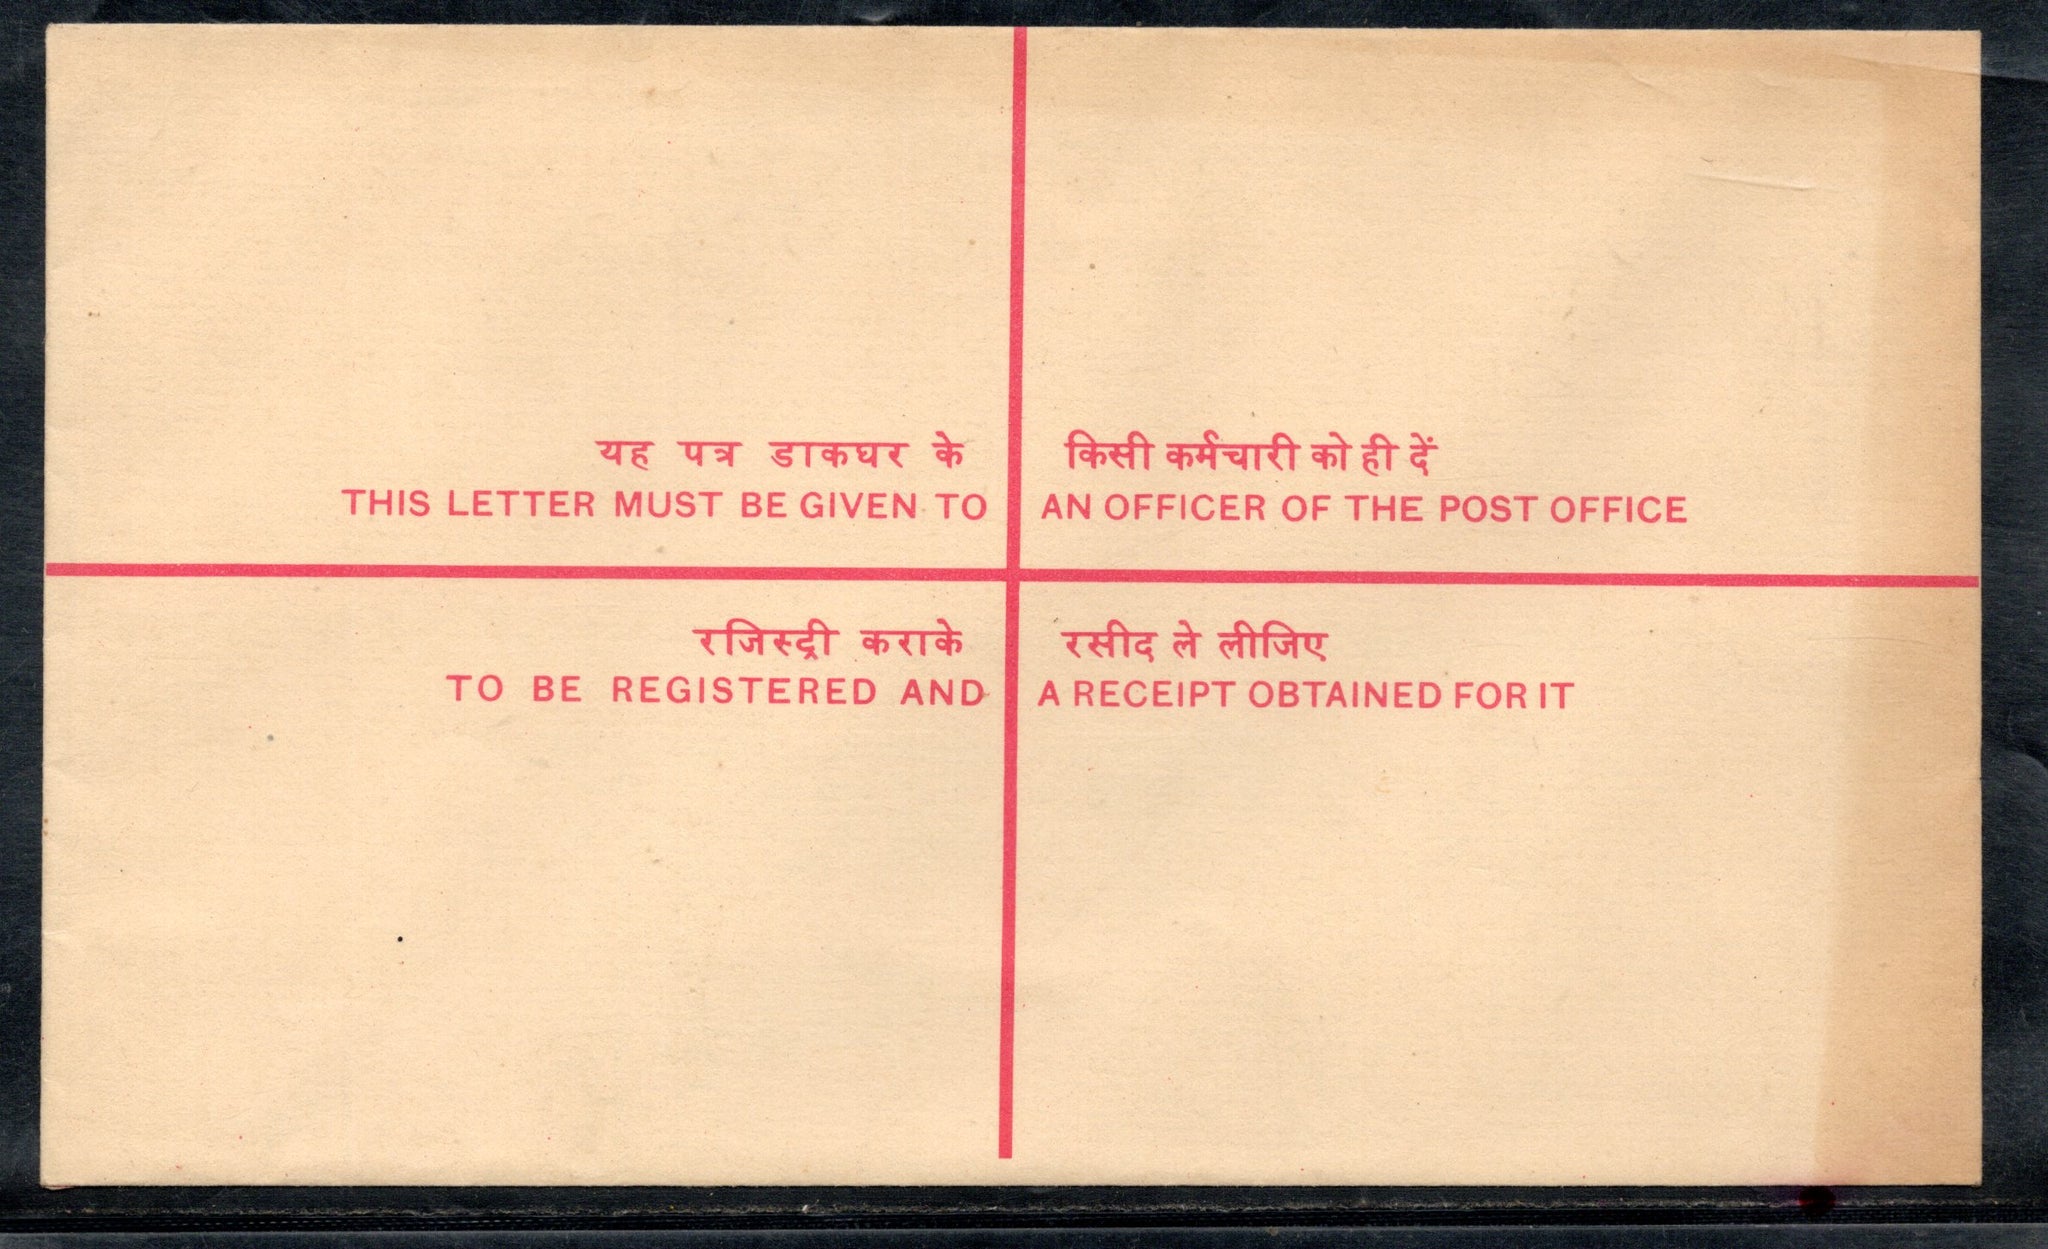 यह पत्र डाकघर के किसी कर्मचारी को ही दें
THIS LETTER MUST BE GIVEN TO AN OFFICER OF THE POST OFFICE
रजिस्ट्री कराके रसीद ले लीजिए
TO BE REGISTERED AND A RECEIPT OBTAINED FOR IT